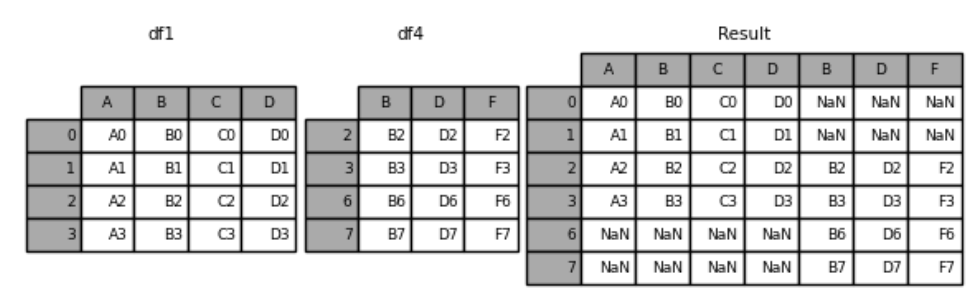 df1 df4 Result
A B C D B D F
A B C D B D F
0 A0 B0 C0 D0 NaN NaN NaN
0 A0 B0 C0 D0 2 B2 D2 F2
1 A1 B1 C1 D1 NaN NaN NaN
1 A1 B1 C1 D1 3 B3 D3 F3
2 A2 B2 C2 D2 B2 D2 F2
2 A2 B2 C2 D2 6 B6 D6 F6
3 A3 B3 C3 D3 B3 D3 F3
3 A3 B3 C3 D3 7 B7 D7 F7
6 NaN NaN NaN NaN B6 D6 F6
7 NaN NaN NaN NaN B7 D7 F7